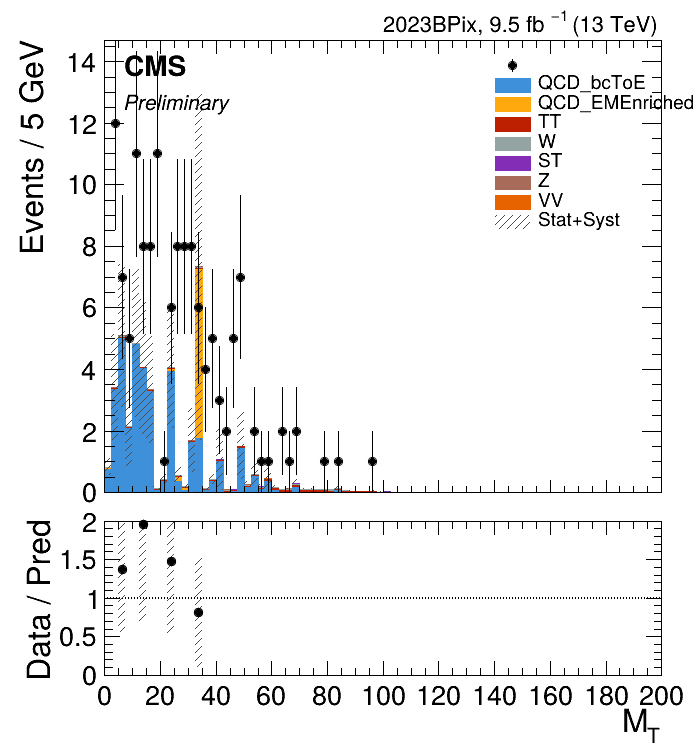 2023BPix, 9.5 fb⁻¹ (13 TeV)
CMS
Preliminary
Events / 5 GeV
14
12
10
8
6
4
2
0
QCD_bcToE
QCD_EMEnriched
TT
W
ST
Z
VV
Stat+Syst
Data / Pred
2
1.5
1
0.5
0
0 20 40 60 80 100 120 140 160 180 200
M_T